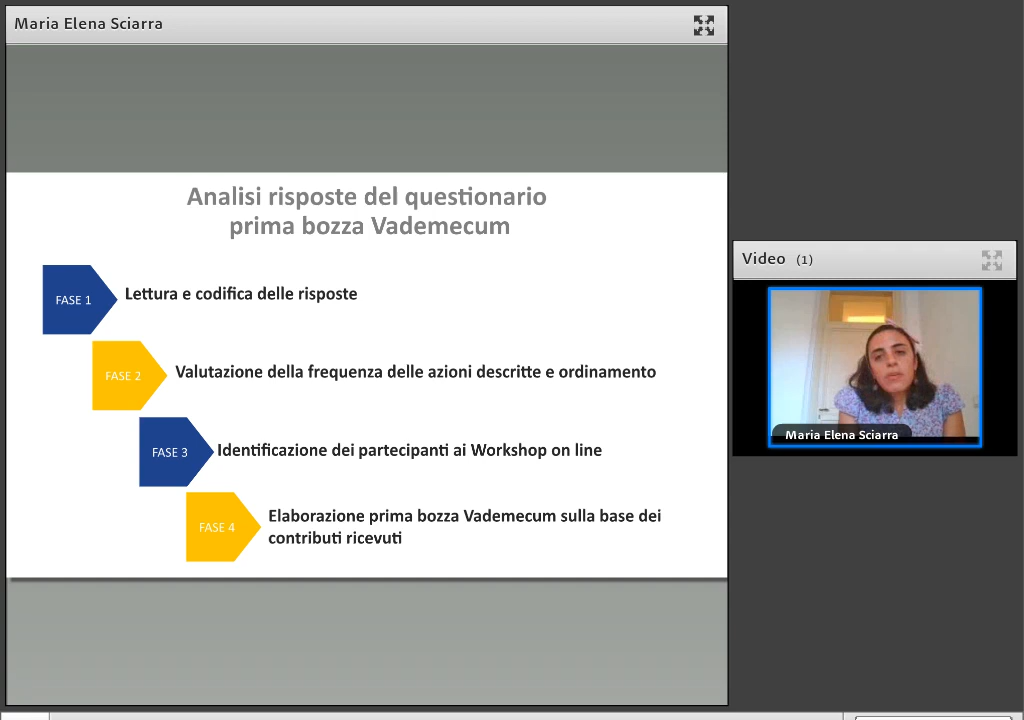 Maria Elena Sciarra
Analisi risposte del questionario
prima bozza Vademecum
FASE 1
Lettura e codifica delle risposte
FASE 2
Valutazione della frequenza delle azioni descritte e ordinamento
FASE 3
Identificazione dei partecipanti ai Workshop on line
FASE 4
Elaborazione prima bozza Vademecum sulla base dei
contributi ricevuti
Video (1)
Maria Elena Sciarra